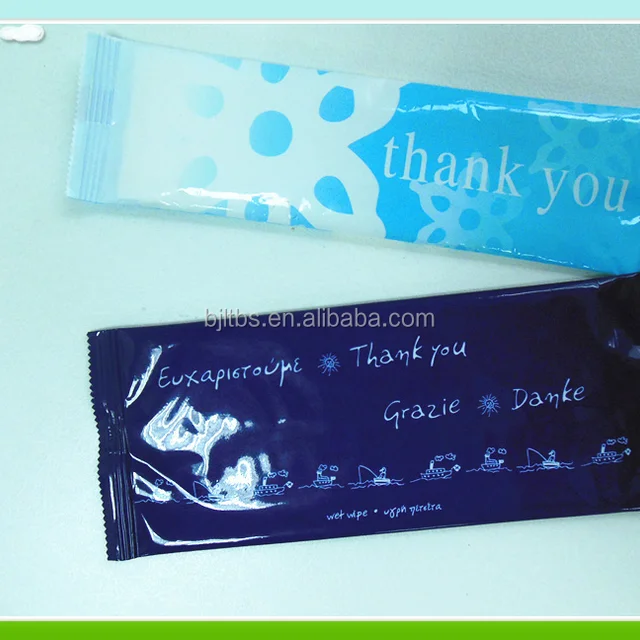 thank you
bjltbs.en.alibaba.com
Ευχαριστούμε Thank you
Grazie Danke
wet wipe • υγρή πετσέτα